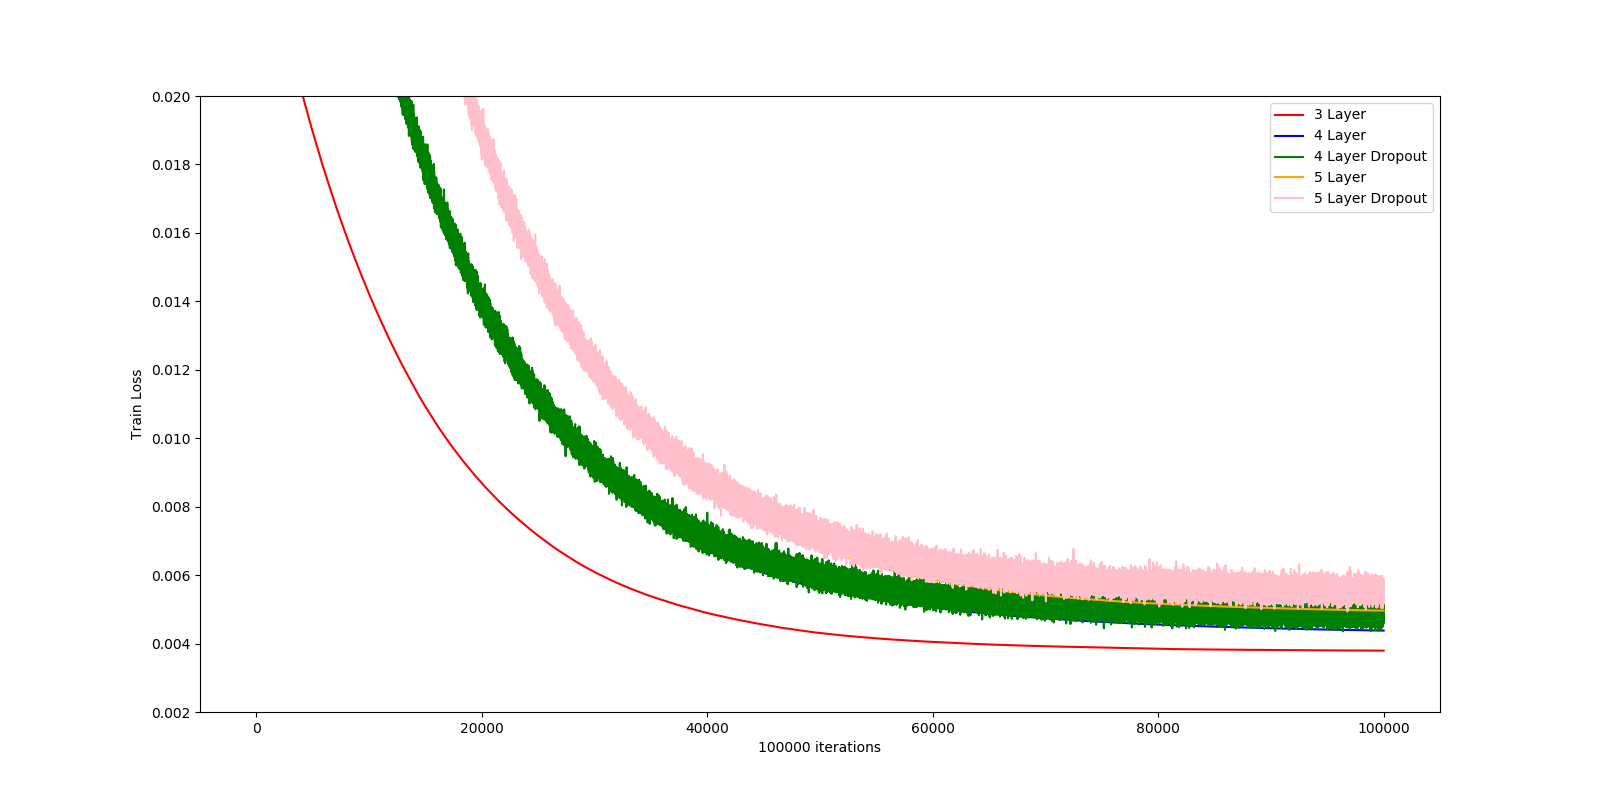 0.020
0.018
0.016
0.014
0.012
0.010
0.008
0.006
0.004
0.002
Train Loss
0
20000
40000
60000
80000
100000
100000 iterations
3 Layer
4 Layer
4 Layer Dropout
5 Layer
5 Layer Dropout